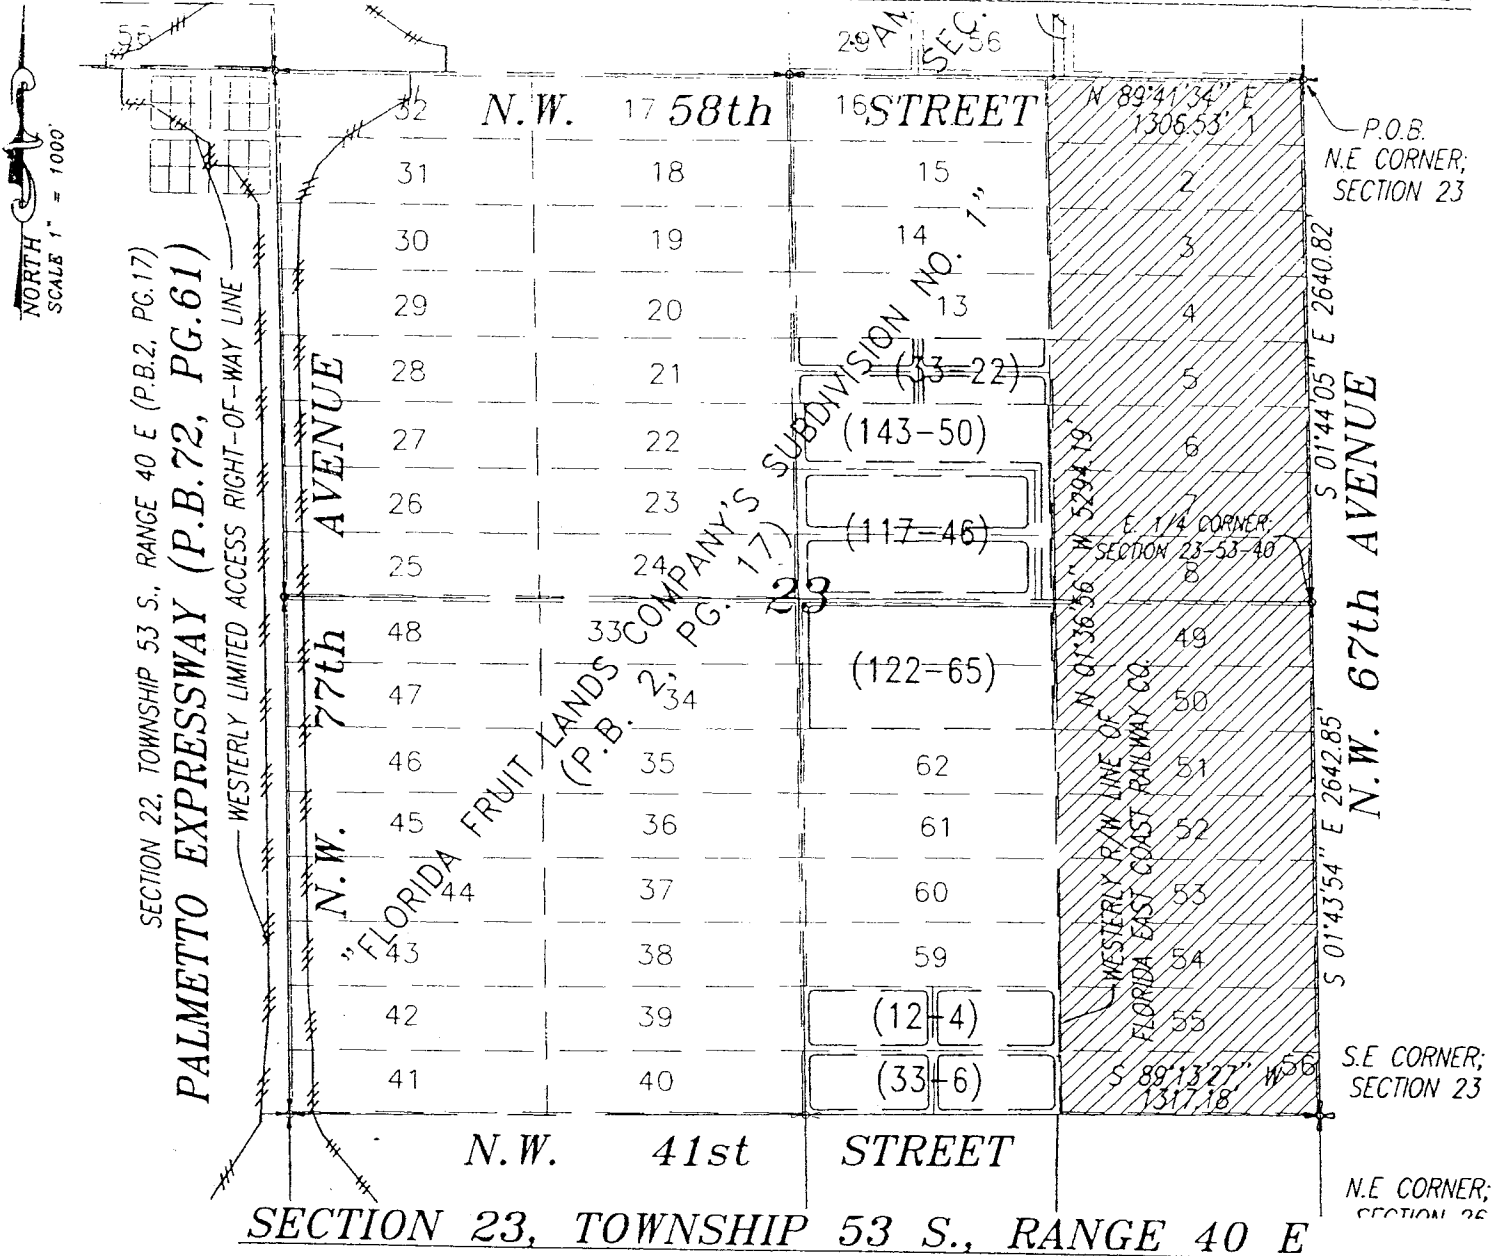 55
29
AN
SEC.
56
N.W. 58th STREET
32
17
16
N 89°41'34" E
1306.53'
1
P.O.B.
N.E CORNER;
SECTION 23
31
18
15
2
30
19
14
3
29
20
13
4
28
21
(33-22)
5
27
22
(143-50)
6
26
23
(117-46)
7
E. 1/4 CORNER;
SECTION 23-53-40
25
24
8
23
48
33
49
47
34
(122-65)
50
46
35
62
51
45
36
61
52
44
37
60
53
43
38
59
54
42
39
(12-4)
55
41
40
(33-6)
56
S 89°13'27" W
1317.18'
NORTH
SCALE 1" = 1000'
SECTION 22, TOWNSHIP 53 S., RANGE 40 E (P.B.2, PG.17)
PALMETTO EXPRESSWAY (P.B.72, PG.61)
WESTERLY LIMITED ACCESS RIGHT-OF-WAY LINE
N.W. 77th AVENUE
"FLORIDA FRUIT LANDS COMPANY'S SUBDIVISION NO. 1"
(P.B. 2, PG. 17)
N 01°36'56" W 5294.19'
WESTERLY R/W LINE OF
FLORIDA EAST COAST RAILWAY CO.
S 01°44'05" E 2640.82'
S 01°43'54" E 2642.85'
N.W. 67th AVENUE
S.E CORNER;
SECTION 23
N.W. 41st STREET
N.E CORNER;
SECTION 26
SECTION 23, TOWNSHIP 53 S., RANGE 40 E